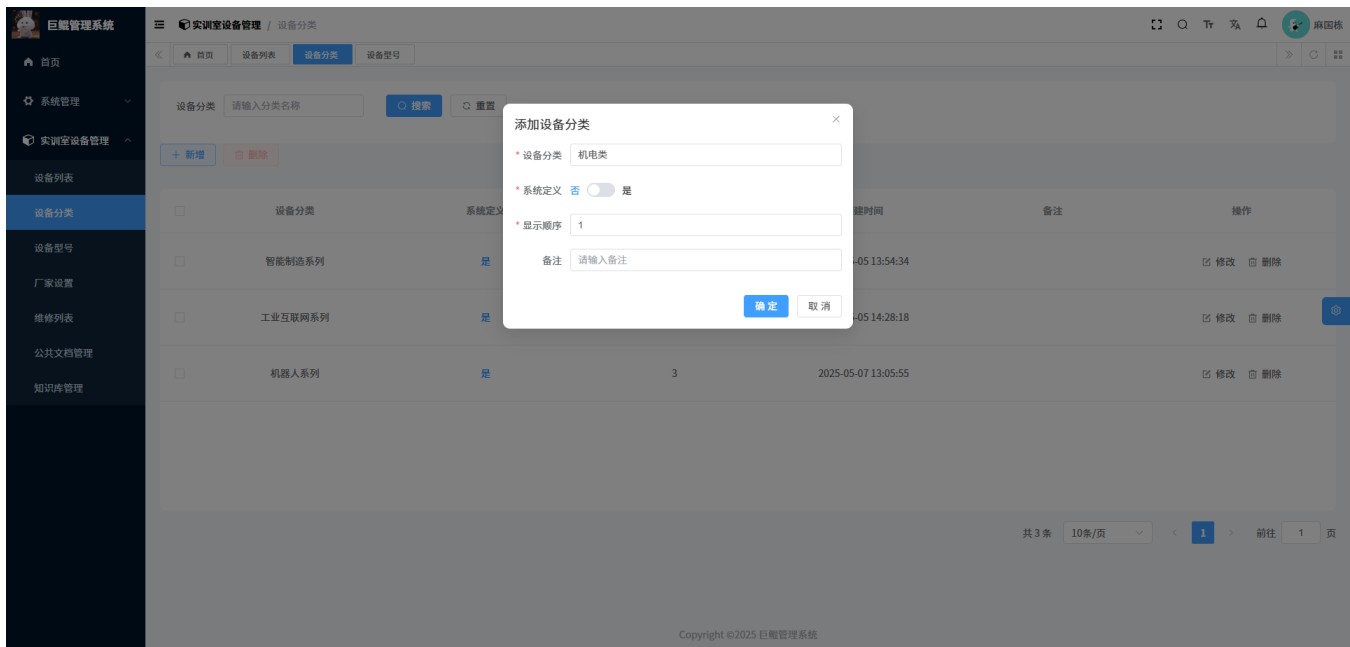 巨鲲管理系统
实训室设备管理 / 设备分类
麻国栋
首页
系统管理
实训室设备管理
设备列表
设备分类
设备型号
厂家设置
维修列表
公共文档管理
知识库管理
首页 设备列表 设备分类 设备型号
设备分类 请输入分类名称 搜索 重置
新增 删除
设备分类 系统定义 建时间 备注 操作
智能制造系列 是 -05 13:54:34 修改 删除
工业互联网系列 是 -05 14:28:18 修改 删除
机器人系列 是 3 2025-05-07 13:05:55 修改 删除
添加设备分类
* 设备分类 机电类
* 系统定义 否 是
* 显示顺序 1
备注 请输入备注
确定 取消
共 3 条 10条/页 1 前往 1 页
Copyright ©2025 巨鲲管理系统